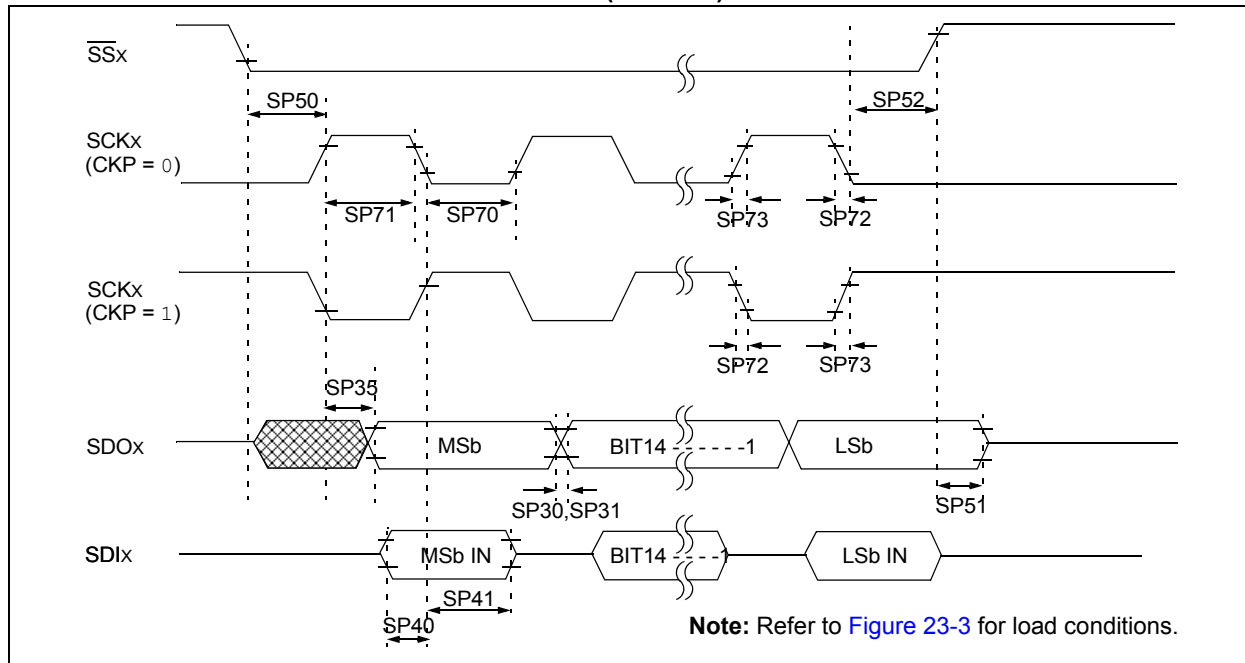 SSX
SP50
SP52
SCKX
(CKP = 0)
SP71
SP70
SP73
SP72
SCKX
(CKP = 1)
SP72
SP73
SP35
SDOX
MSb
BIT14 - - - - - -1
LSb
SP30,SP31
SP51
SDIX
MSb IN
BIT14 - - - -1
LSb IN
SP41
SP40
Note: Refer to Figure 23-3 for load conditions.